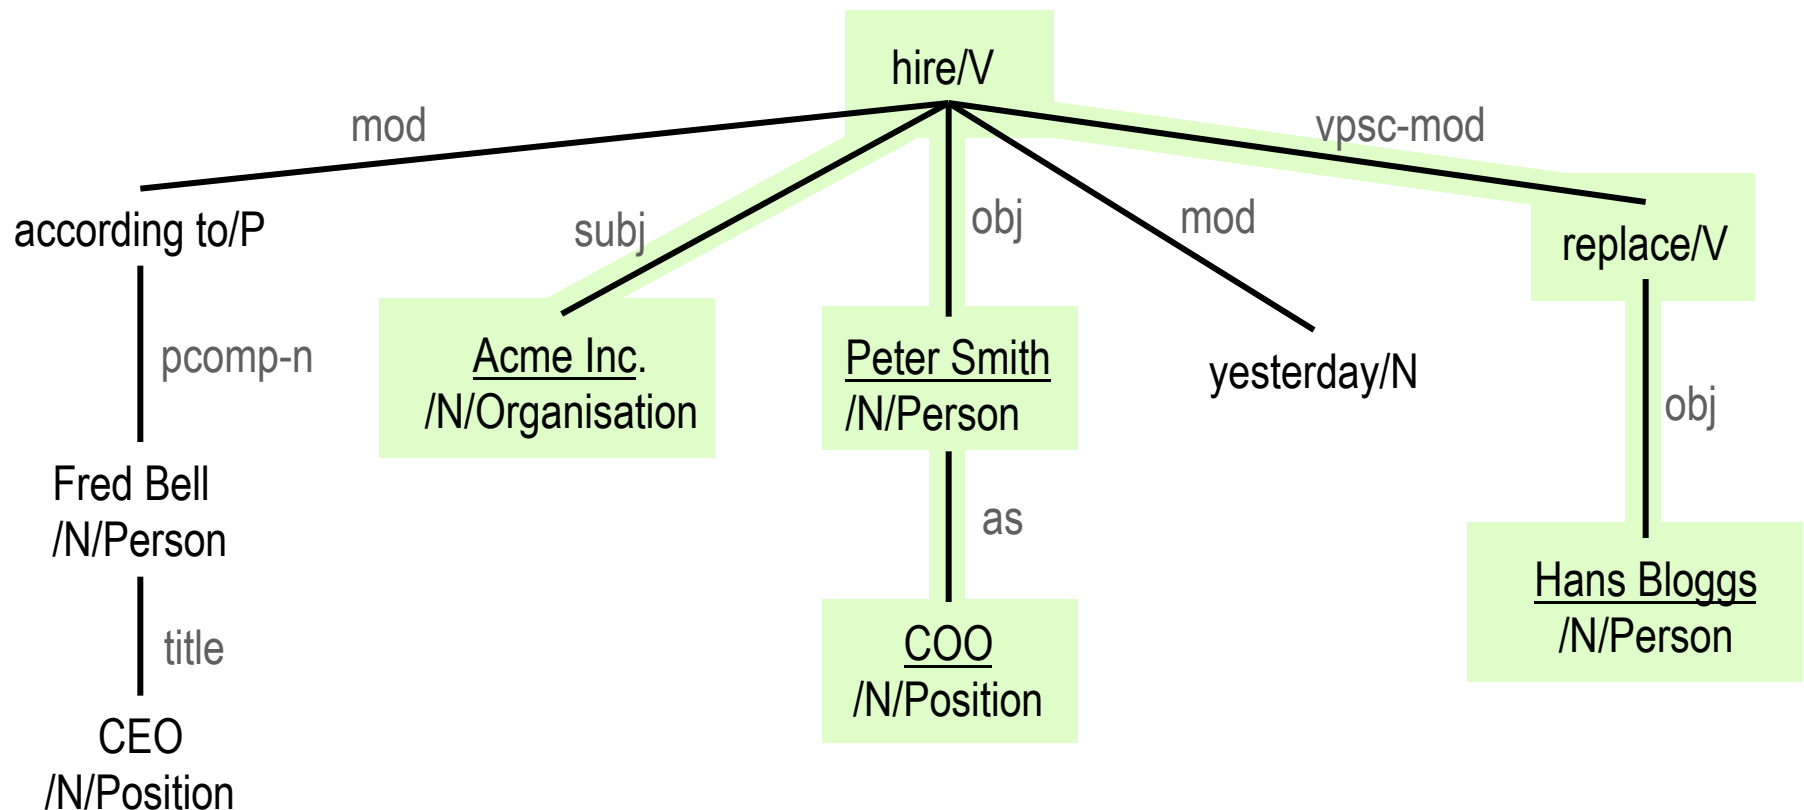 hire/V
mod
vpsc-mod
according to/P
subj
obj
mod
replace/V
pcomp-n
Acme Inc.
/N/Organisation
Peter Smith
/N/Person
yesterday/N
obj
Fred Bell
/N/Person
as
Hans Bloggs
/N/Person
title
COO
/N/Position
CEO
/N/Position